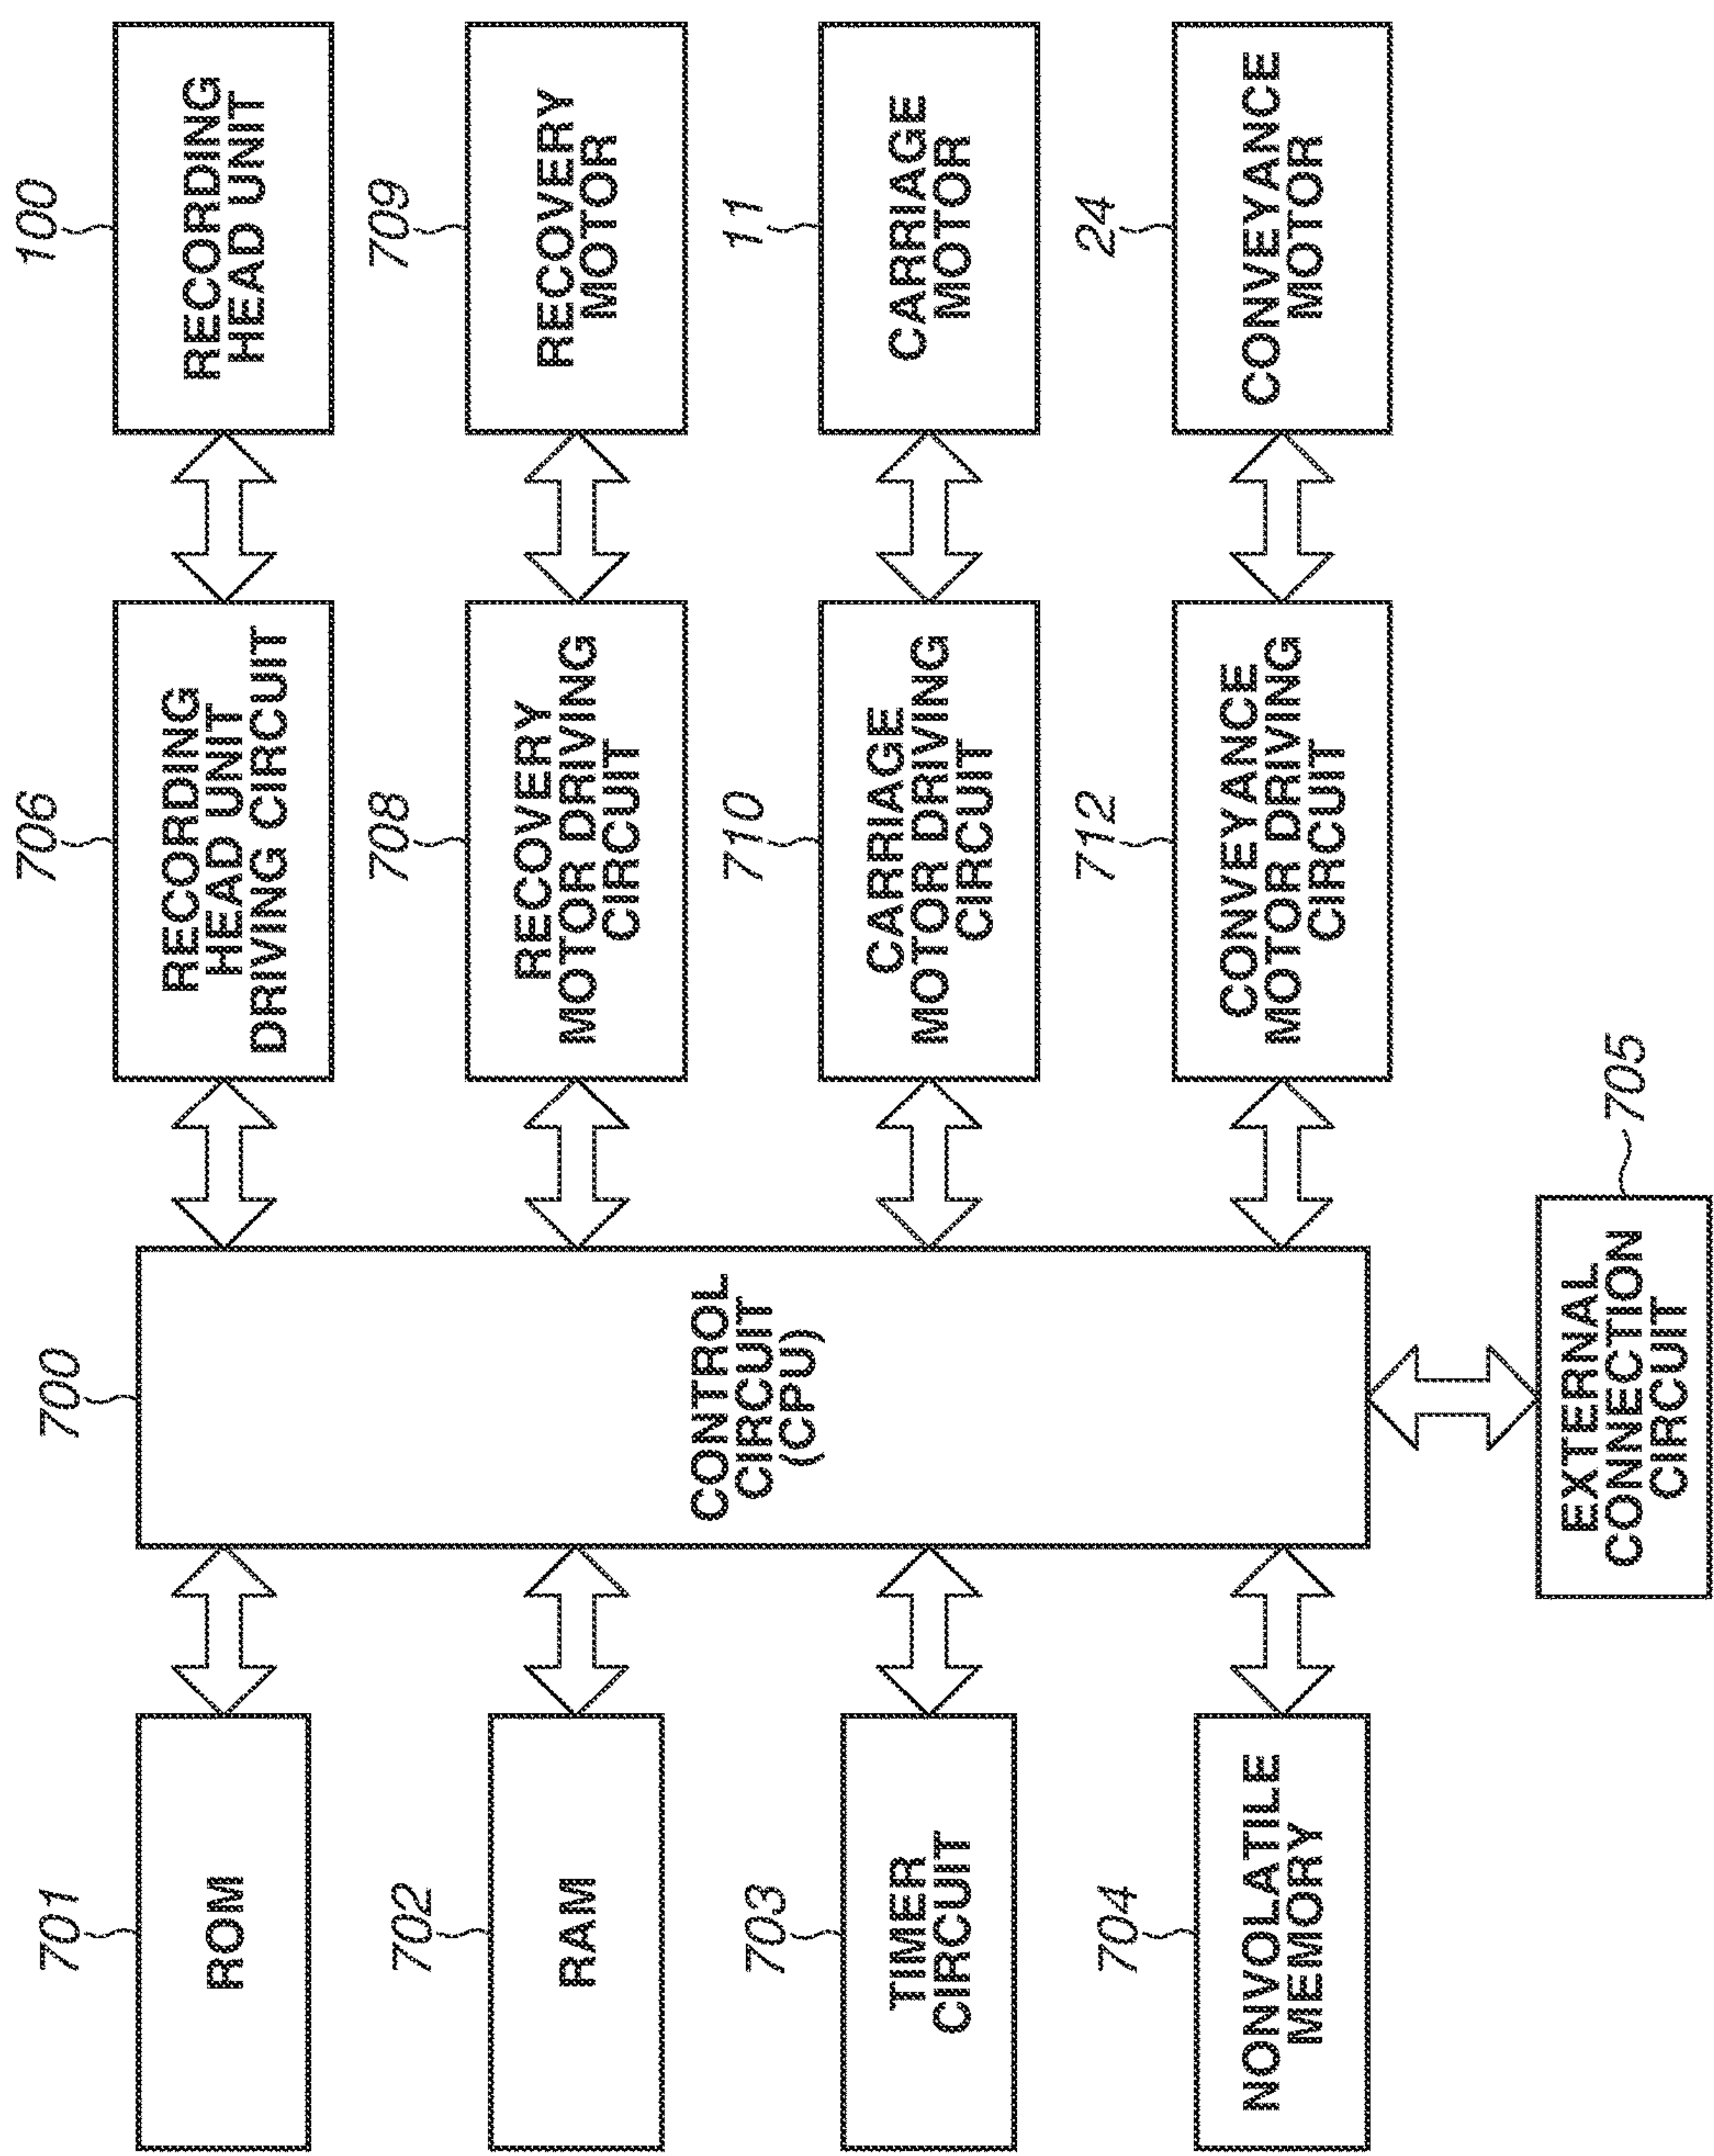 701
ROM
702
RAM
703
TIMER
CIRCUIT
704
NONVOLATILE
MEMORY
700
CONTROL
CIRCUIT
(CPU)
705
EXTERNAL
CONNECTION
CIRCUIT
706
RECORDING
HEAD UNIT
DRIVING CIRCUIT
708
RECOVERY
MOTOR DRIVING
CIRCUIT
710
CARRIAGE
MOTOR DRIVING
CIRCUIT
712
CONVEYANCE
MOTOR DRIVING
CIRCUIT
100
RECORDING
HEAD UNIT
709
RECOVERY
MOTOR
11
CARRIAGE
MOTOR
24
CONVEYANCE
MOTOR